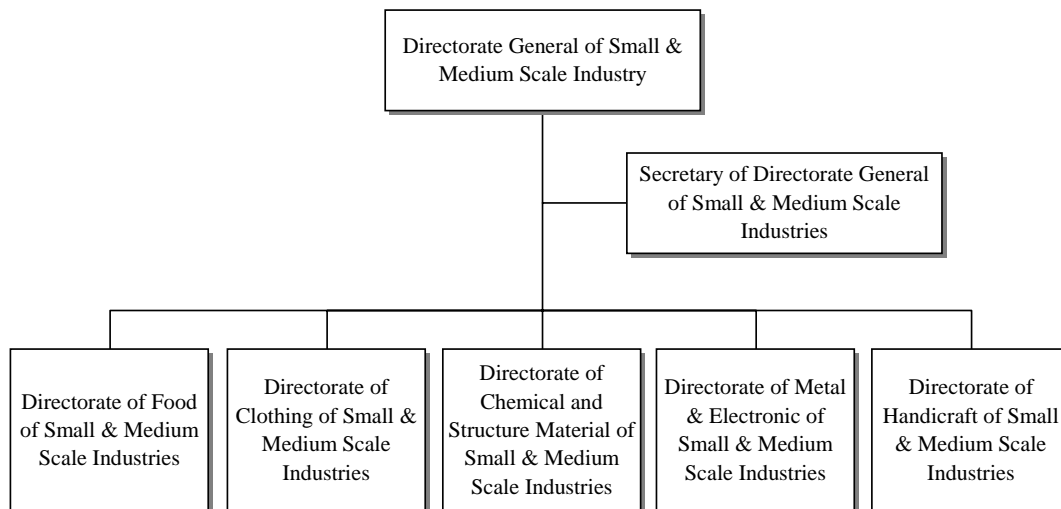 Directorate General of Small &
Medium Scale Industry
Secretary of Directorate General
of Small & Medium Scale
Industries
Directorate of Food
of Small & Medium
Scale Industries
Directorate of
Clothing of Small &
Medium Scale
Industries
Directorate of
Chemical and
Structure Material of
Small & Medium
Scale Industries
Directorate of Metal
& Electronic of
Small & Medium
Scale Industries
Directorate of
Handicraft of Small
& Medium Scale
Industries